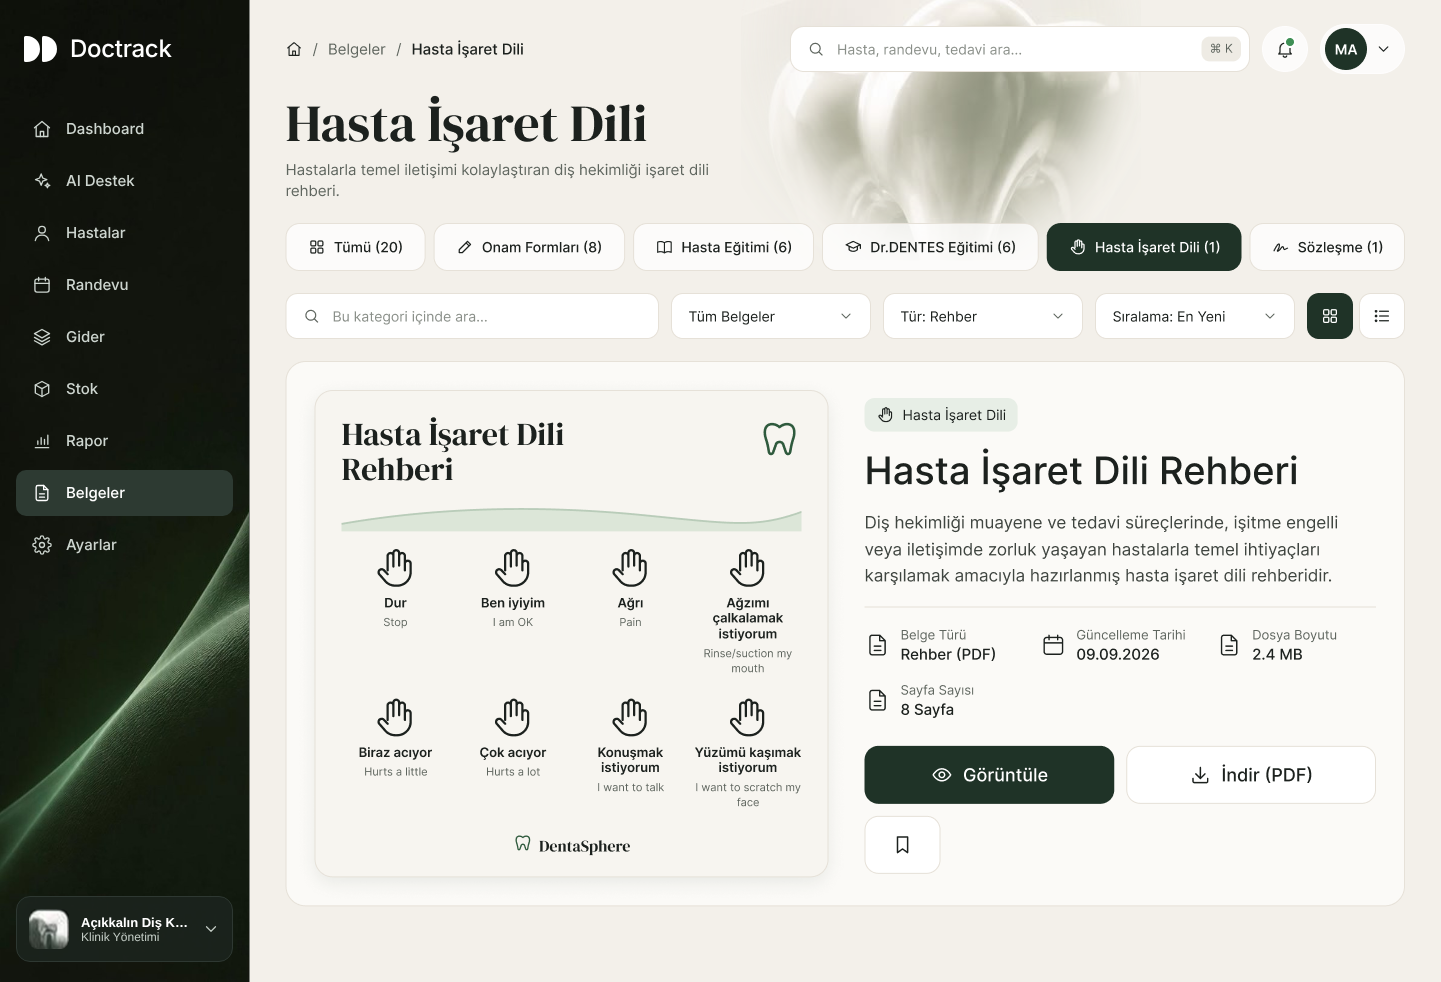 Doctrack
Dashboard
AI Destek
Hastalar
Randevu
Gider
Stok
Rapor
Belgeler
Ayarlar
Açıkkalın Diş K...
Klinik Yönetimi
/ Belgeler / Hasta İşaret Dili
Hasta, randevu, tedavi ara...
⌘ K
MA
Hasta İşaret Dili
Hastalarla temel iletişimi kolaylaştıran diş hekimliği işaret dili
rehberi.
Tümü (20)
Onam Formları (8)
Hasta Eğitimi (6)
Dr.DENTES Eğitimi (6)
Hasta İşaret Dili (1)
Sözleşme (1)
Bu kategori içinde ara...
Tüm Belgeler
Tür: Rehber
Sıralama: En Yeni
Hasta İşaret Dili
Rehberi
Dur
Stop
Ben iyiyim
I am OK
Ağrı
Pain
Ağzımı
çalkalamak
istiyorum
Rinse/suction my
mouth
Biraz acıyor
Hurts a little
Çok acıyor
Hurts a lot
Konuşmak
istiyorum
I want to talk
Yüzümü kaşımak
istiyorum
I want to scratch my
face
DentaSphere
Hasta İşaret Dili
Hasta İşaret Dili Rehberi
Diş hekimliği muayene ve tedavi süreçlerinde, işitme engelli
veya iletişimde zorluk yaşayan hastalarla temel ihtiyaçları
karşılamak amacıyla hazırlanmış hasta işaret dili rehberidir.
Belge Türü
Rehber (PDF)
Güncelleme Tarihi
09.09.2026
Dosya Boyutu
2.4 MB
Sayfa Sayısı
8 Sayfa
Görüntüle
İndir (PDF)